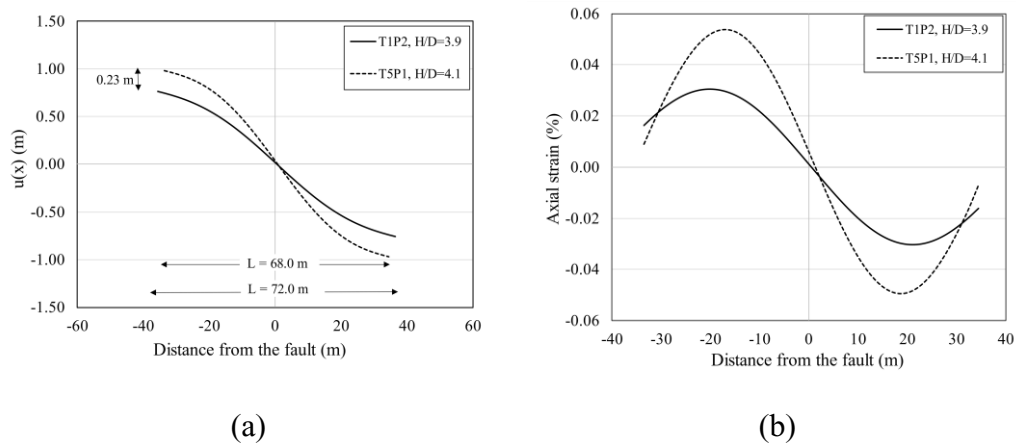 1.50
1.00
0.50
0.00
-0.50
-1.00
-1.50
u(x) (m)
T1P2, H/D=3.9
T5P1, H/D=4.1
0.23 m
L = 68.0 m
L = 72.0 m
-60 -40 -20 0 20 40 60
Distance from the fault (m)
(a)
0.06
0.04
0.02
0.00
-0.02
-0.04
-0.06
Axial strain (%)
T1P2, H/D=3.9
T5P1, H/D=4.1
-40 -30 -20 -10 0 10 20 30 40
Distance from the fault (m)
(b)